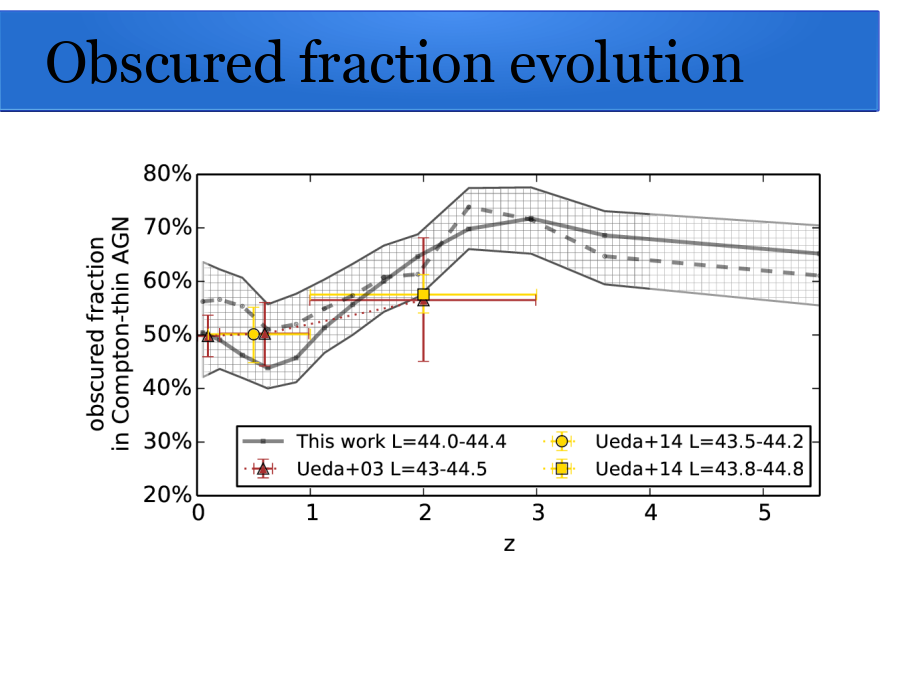 Obscured fraction evolution
80%
70%
60%
50%
40%
30%
20%
obscured fraction
in Compton-thin AGN
This work L=44.0-44.4
Ueda+03 L=43-44.5
Ueda+14 L=43.5-44.2
Ueda+14 L=43.8-44.8
0 1 2 3 4 5
z